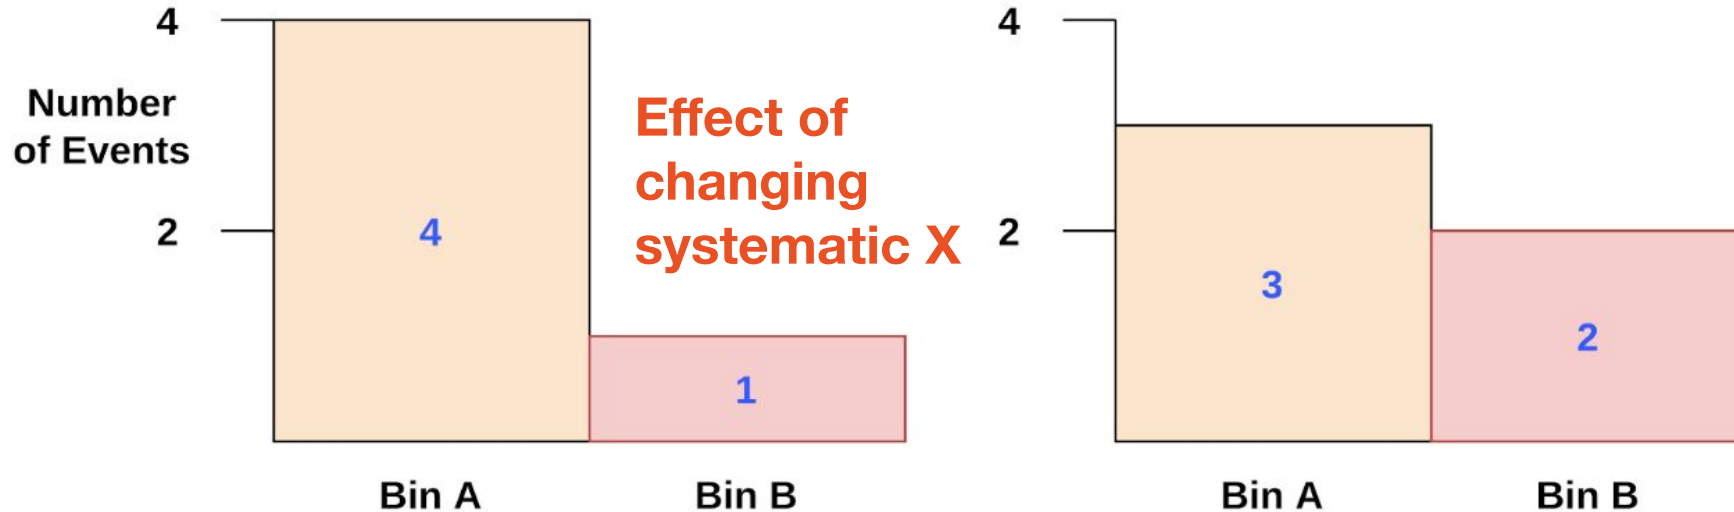 4
Number
of Events
2
4
1
Bin A
Bin B
Effect of
changing
systematic X
4
2
3
2
Bin A
Bin B